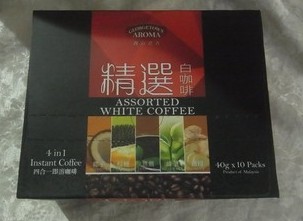 GEORGETOWN
AROMA
精選白咖啡
ASSORTED
WHITE COFFEE
4 in 1
Instant Coffee
四合一即溶咖啡
40g x 10 Packs
Product of Malaysia